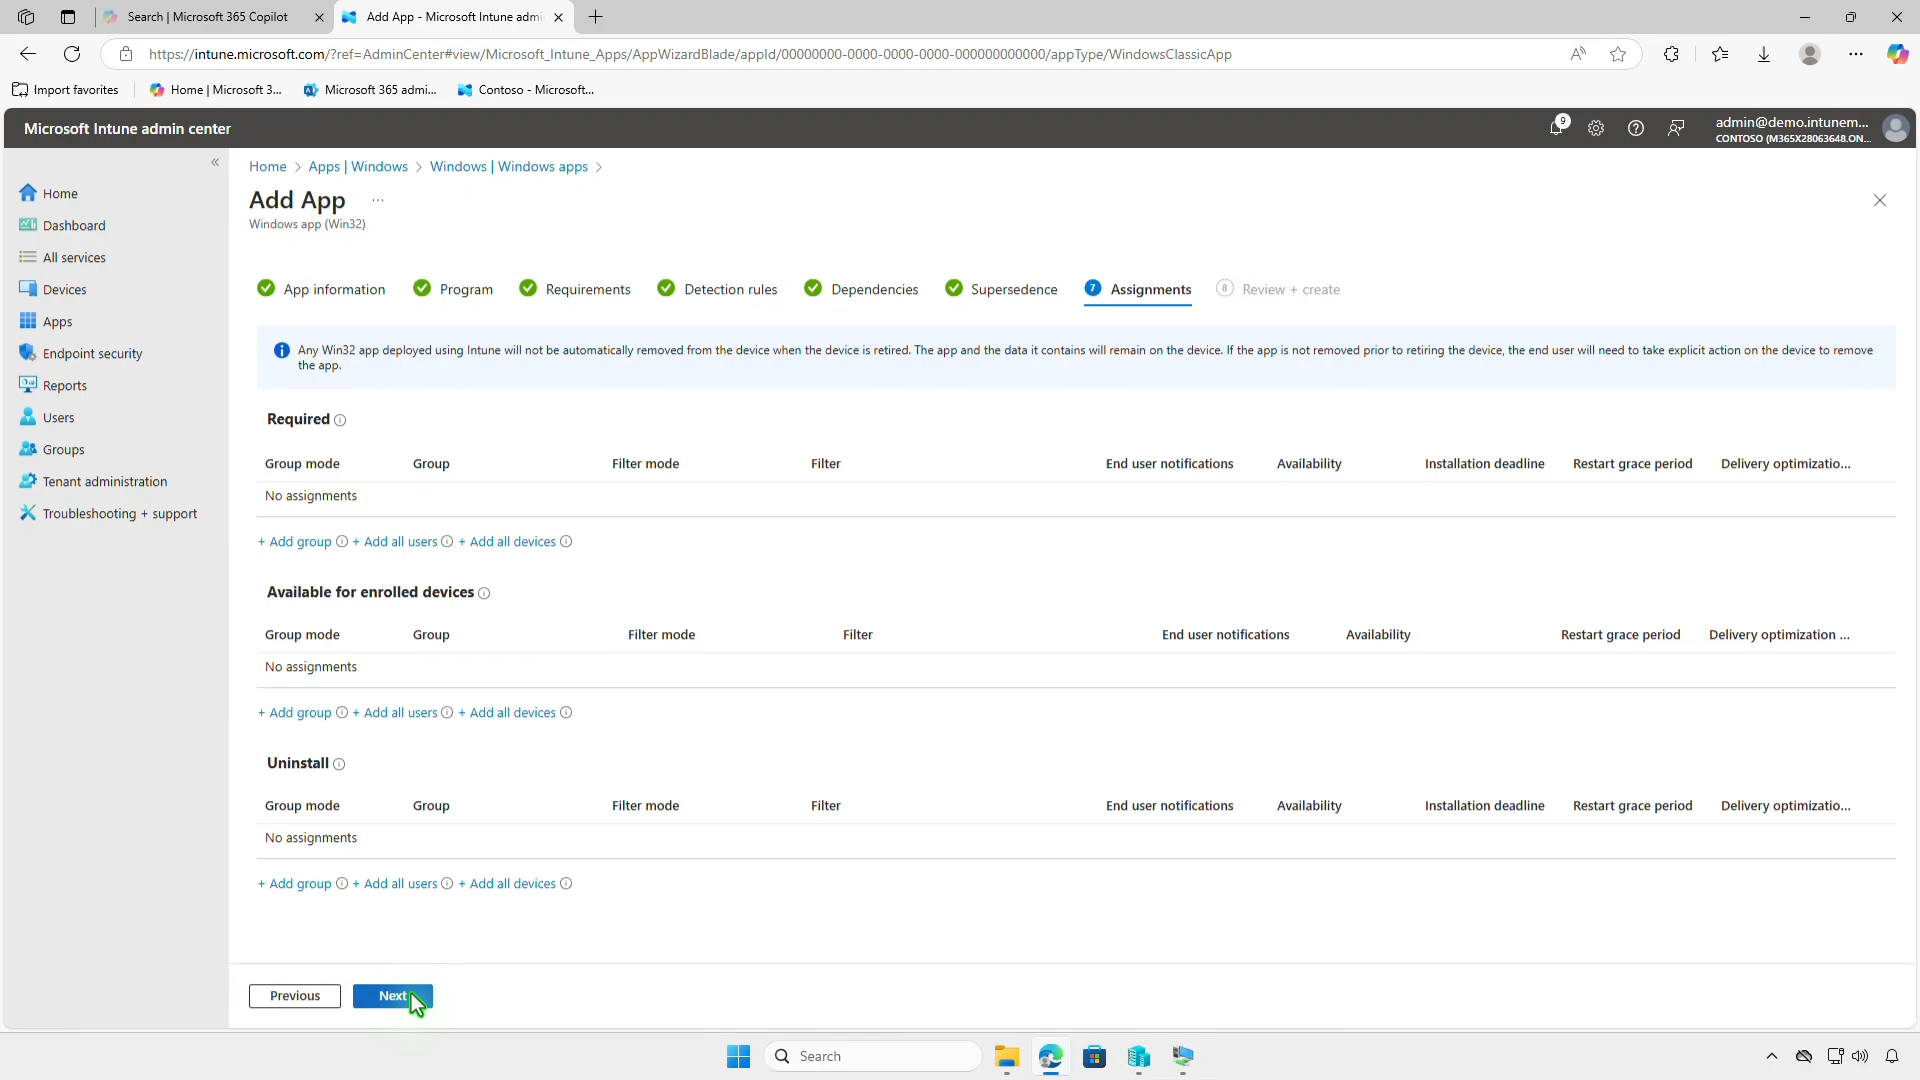 Search | Microsoft 365 Copilot
Add App - Microsoft Intune admi
https://intune.microsoft.com/?ref=AdminCenter#view/Microsoft_Intune_Apps/AppWizardBlade/appId/00000000-0000-0000-0000-000000000000/appType/WindowsClassicApp
Import favorites
Home | Microsoft 3...
Microsoft 365 admi...
Contoso - Microsoft...
Microsoft Intune admin center
9
admin@demo.intunem...
CONTOSO (M365X28063648.ON...
Home
Dashboard
All services
Devices
Apps
Endpoint security
Reports
Users
Groups
Tenant administration
Troubleshooting + support
Home > Apps | Windows > Windows | Windows apps >
Add App ...
Windows app (Win32)
App information
Program
Requirements
Detection rules
Dependencies
Supersedence
7 Assignments
8 Review + create
Any Win32 app deployed using Intune will not be automatically removed from the device when the device is retired. The app and the data it contains will remain on the device. If the app is not removed prior to retiring the device, the end user will need to take explicit action on the device to remove
the app.
Required
Group mode Group Filter mode Filter End user notifications Availability Installation deadline Restart grace period Delivery optimizatio...
No assignments
+ Add group + Add all users + Add all devices
Available for enrolled devices
Group mode Group Filter mode Filter End user notifications Availability Restart grace period Delivery optimization ...
No assignments
+ Add group + Add all users + Add all devices
Uninstall
Group mode Group Filter mode Filter End user notifications Availability Installation deadline Restart grace period Delivery optimizatio...
No assignments
+ Add group + Add all users + Add all devices
Previous
Next
Search